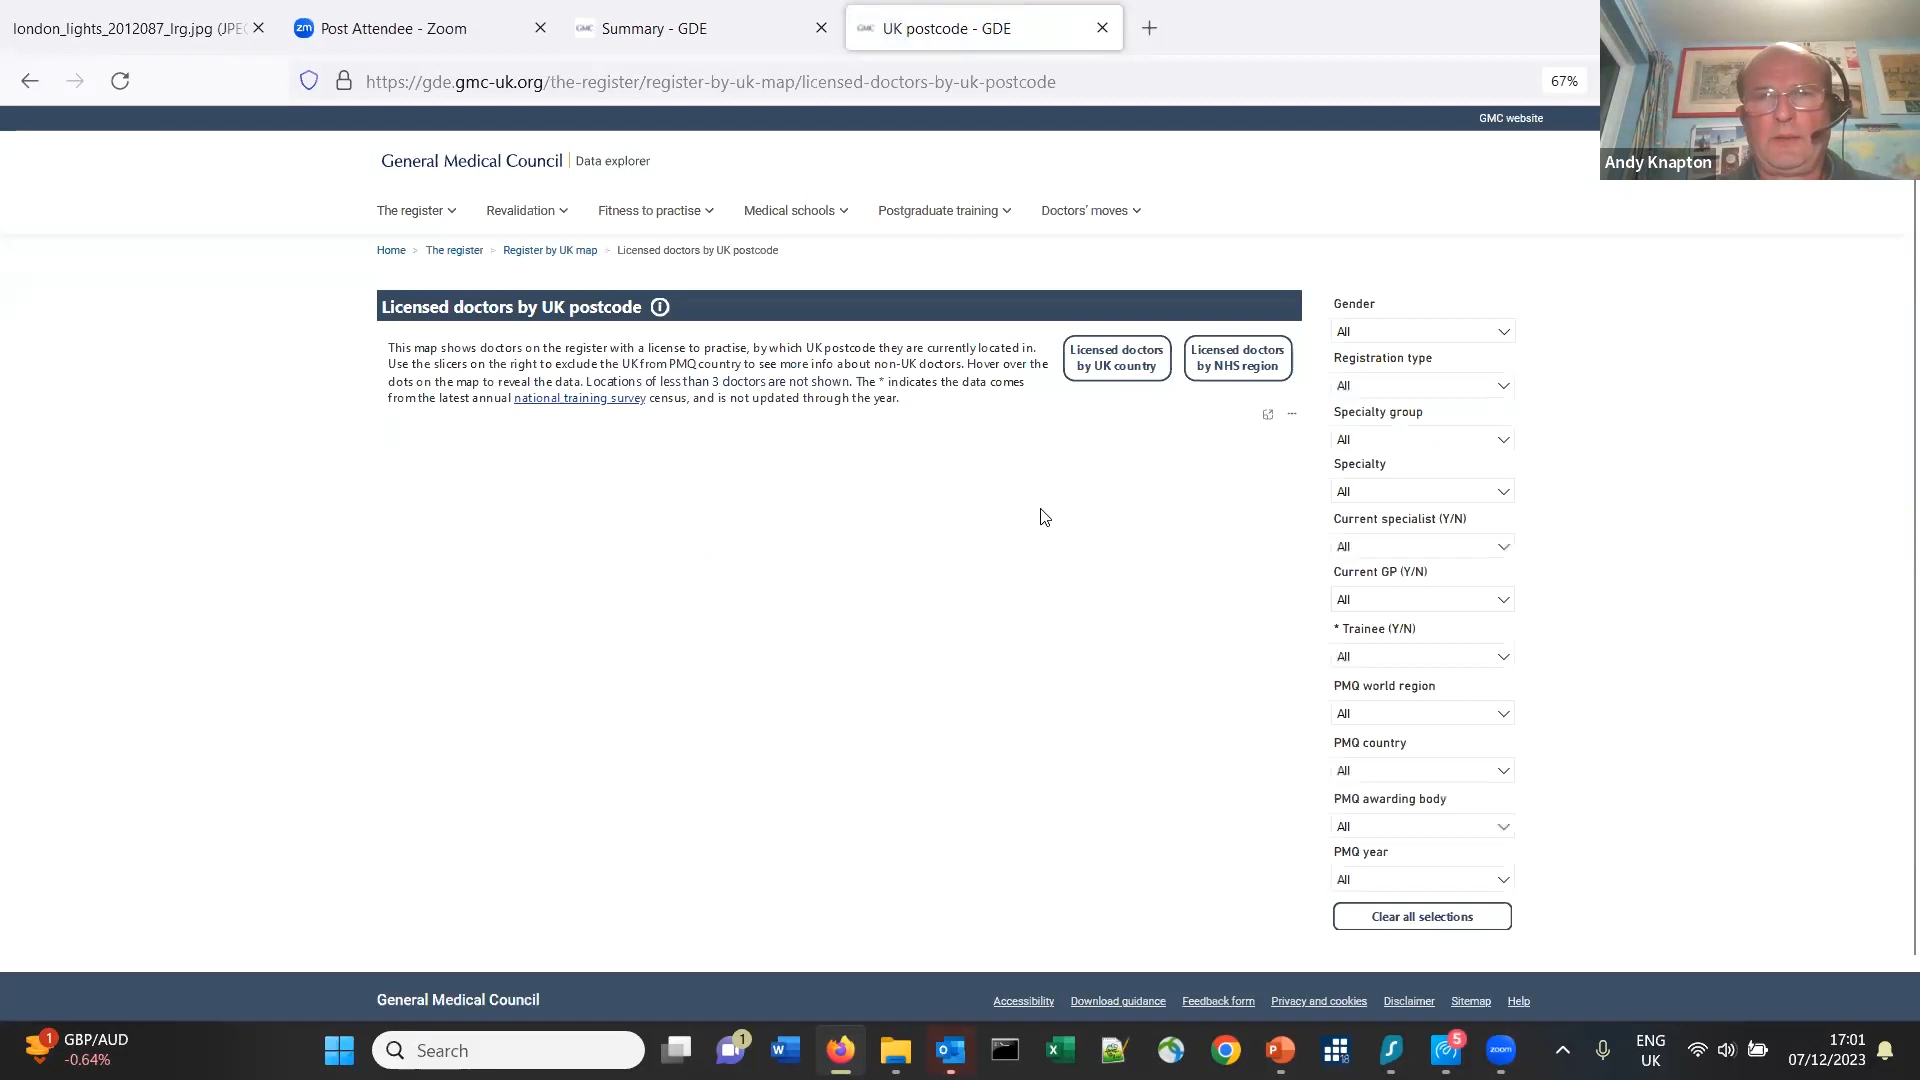 london_lights_2012087_lrg.jpg (JPE
zm Post Attendee - Zoom
GMC Summary - GDE
GMC UK postcode - GDE
https://gde.gmc-uk.org/the-register/register-by-uk-map/licensed-doctors-by-uk-postcode
67%
GMC website
Andy Knapton
General Medical Council Data explorer
The register Revalidation Fitness to practise Medical schools Postgraduate training Doctors' moves
Home > The register > Register by UK map > Licensed doctors by UK postcode
Licensed doctors by UK postcode
This map shows doctors on the register with a license to practise, by which UK postcode they are currently located in.
Use the slicers on the right to exclude the UK from PMQ country to see more info about non-UK doctors. Hover over the
dots on the map to reveal the data. Locations of less than 3 doctors are not shown. The * indicates the data comes
from the latest annual national training survey census, and is not updated through the year.
Licensed doctors
by UK country
Licensed doctors
by NHS region
Gender
All
Registration type
All
Specialty group
All
Specialty
All
Current specialist (Y/N)
All
Current GP (Y/N)
All
* Trainee (Y/N)
All
PMQ world region
All
PMQ country
All
PMQ awarding body
All
PMQ year
All
Clear all selections
General Medical Council
Accessibility Download guidance Feedback form Privacy and cookies Disclaimer Sitemap Help
1 GBP/AUD
-0.64%
Search
1
5
zoom
ENG
UK
17:01
07/12/2023